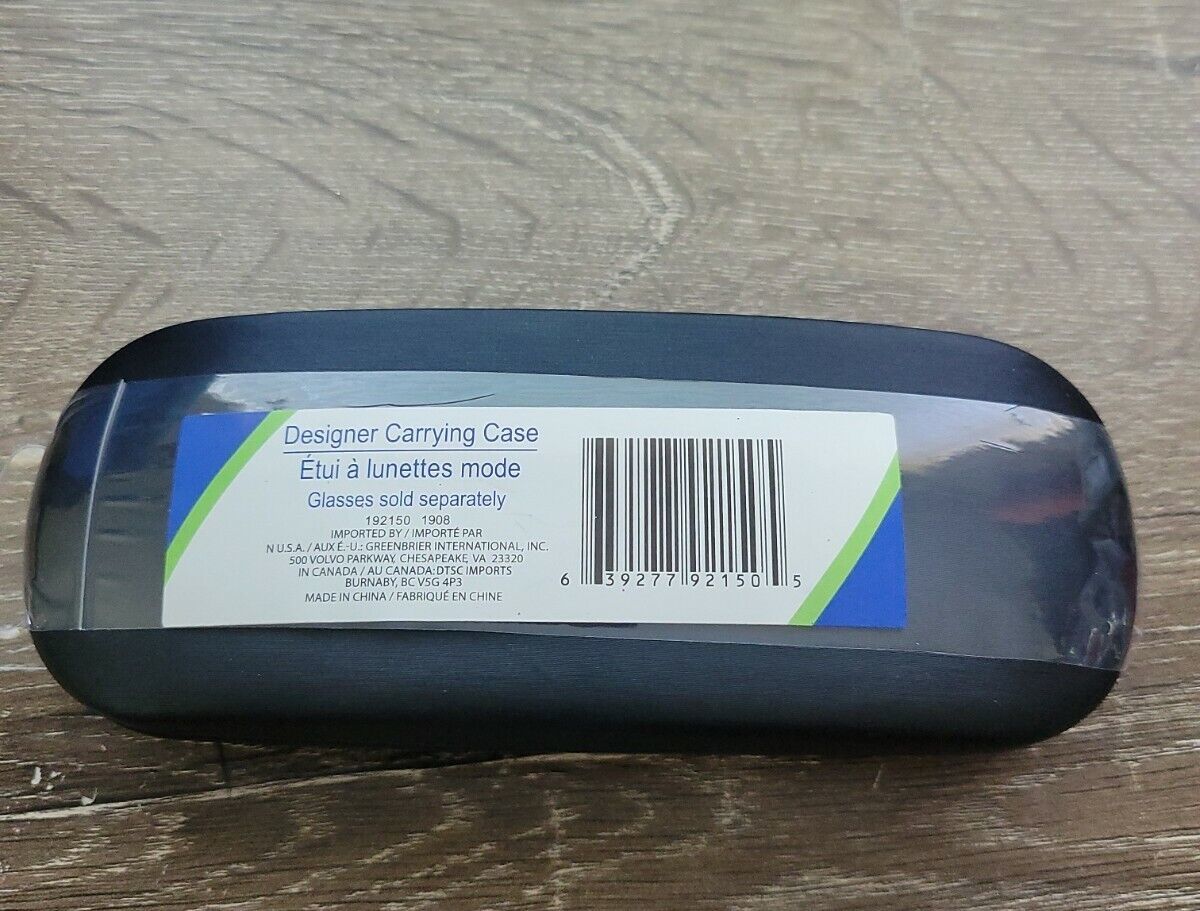 Designer Carrying Case
Étui à lunettes mode
Glasses sold separately
192150 1908
IMPORTED BY / IMPORTÉ PAR
N U.S.A. / AUX É.-U.: GREENBRIER INTERNATIONAL, INC.
500 VOLVO PARKWAY, CHESAPEAKE, VA 23320
IN CANADA / AU CANADA: DTSC IMPORTS
BURNABY, BC V5G 4P3
MADE IN CHINA / FABRIQUÉ EN CHINE
6 39277 92150 5